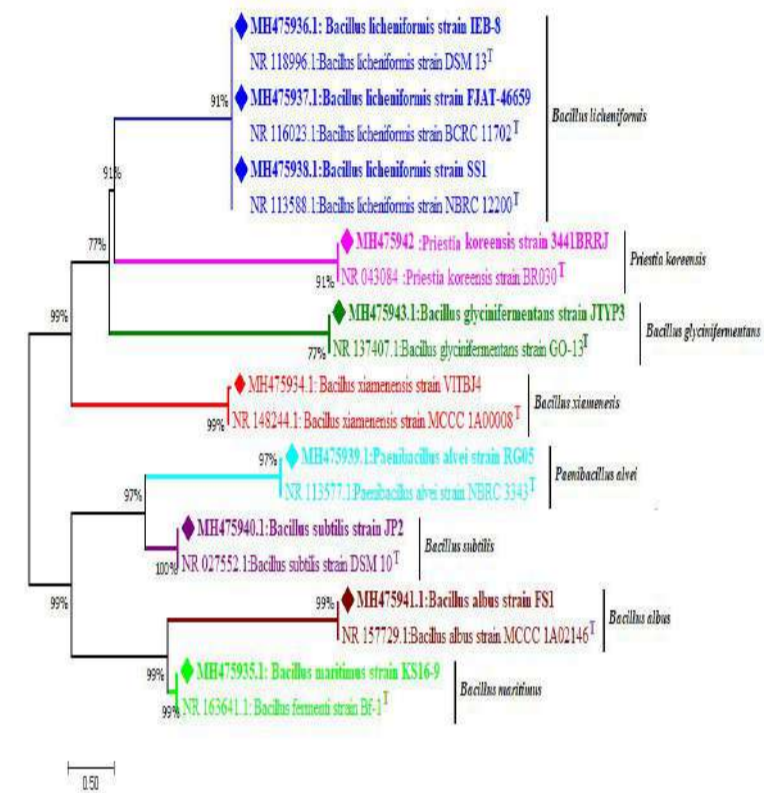 MH475936.1: Bacillus licheniformis strain IEB-8
NR 118996.1:Bacillus licheniformis strain DSM 13T
91%
MH475937.1:Bacillus licheniformis strain FJAT-46659
Bacillus licheniformis
NR 116023.1:Bacillus licheniformis strain BCRC 11702T
MH475938.1:Bacillus licheniformis strain SS1
91%
NR 113588.1:Bacillus licheniformis strain NBRC 12200T
77%
MH475942 :Priestia koreensis strain 3441BRRJ
Priestia koreensis
91%
NR 043084 :Priestia koreensis strain BR030T
99%
MH475943.1:Bacillus glycinifermentans strain JTYP3
Bacillus glycinifermentans
77%
NR 137407.1:Bacillus glycinifermentans strain GO-13T
MH475934.1: Bacillus xiamenensis strain VITBJ4
Bacillus xiamenesis
99%
NR 148244.1: Bacillus xiamenensis strain MCCC 1A00008T
97%
MH475939.1:Paenibacillus alvei strain RG05
Paenibacillus alvei
97%
NR 113577.1:Paenibacillus alvei strain NBRC 3343T
MH475940.1:Bacillus subtilis strain JP2
Bacillus subtilis
100%
NR 027552.1:Bacillus subtilis strain DSM 10T
99%
99%
MH475941.1:Bacillus albus strain FS1
Bacillus albus
NR 157729.1:Bacillus albus strain MCCC 1A02146T
99%
MH475935.1: Bacillus maritimus strain KS16-9
Bacillus maritimus
99%
NR 163641.1: Bacillus fermenti strain Bf-1T
0.50